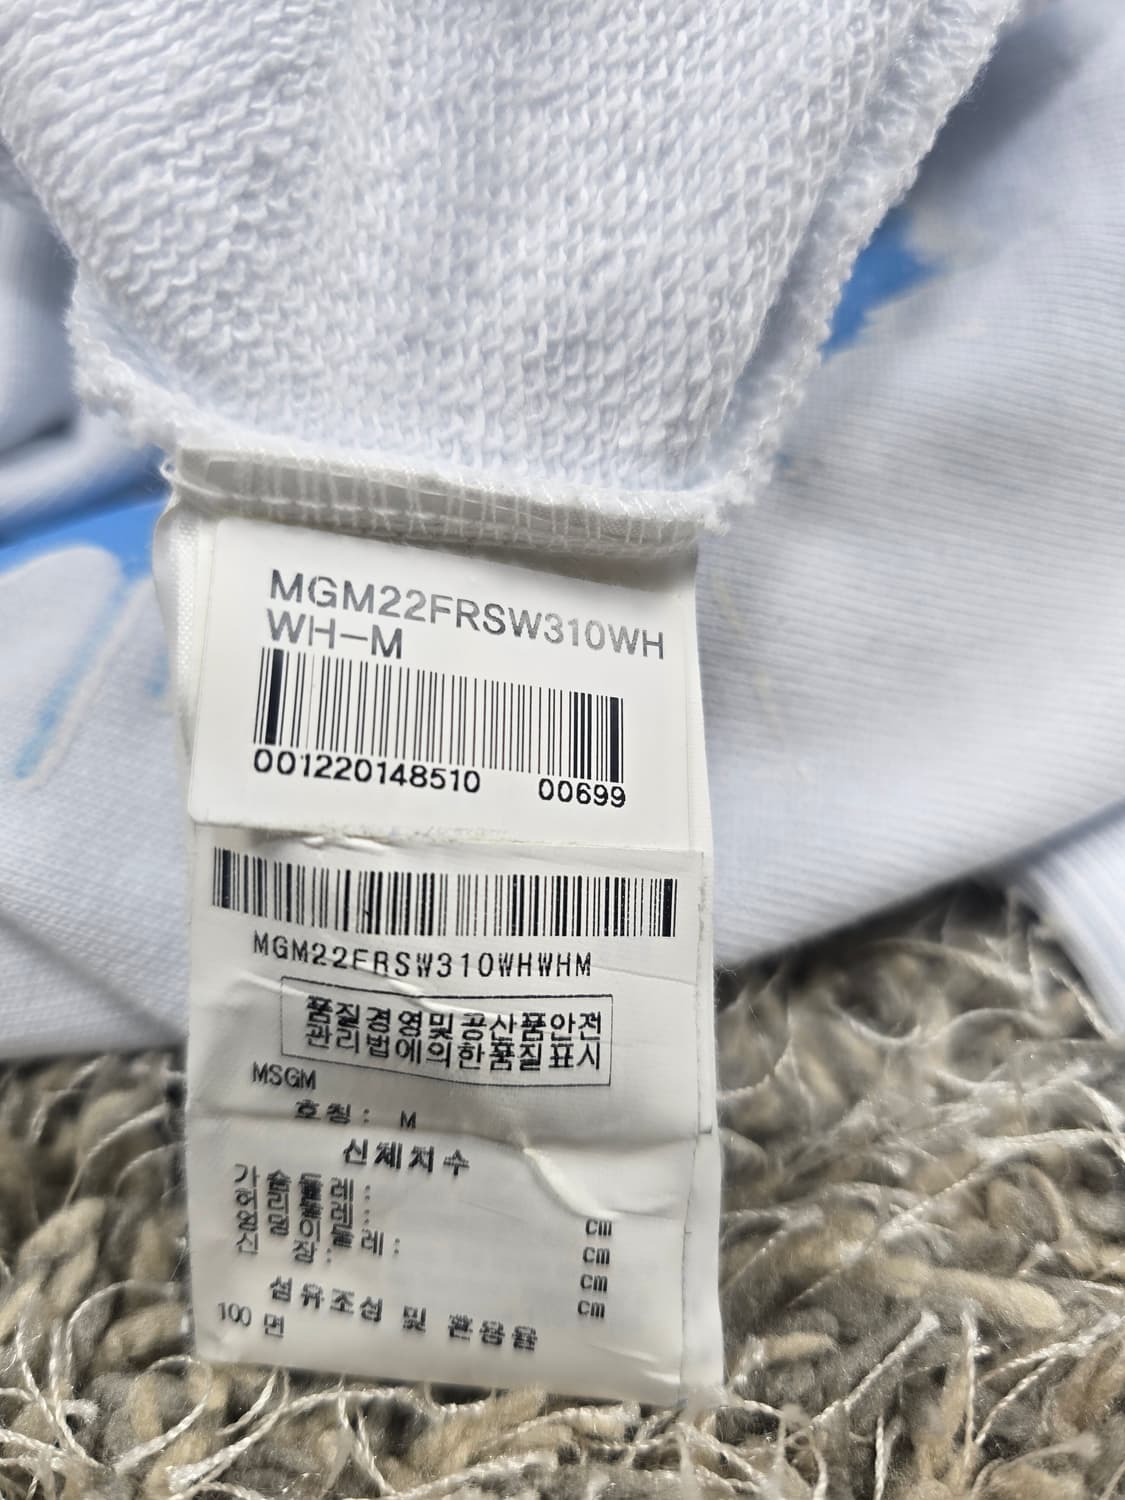 MGM22FRSW310WH
WH-M
001220148510 00699
MGM22FRSW310WHWHM
품질경영및공산품안전
관리법에의한품질표시
MSGM
호칭 : M
신체치수
가슴둘레 : cm
허리둘레 : cm
엉덩이둘레 : cm
신장 : cm
섬유조성 및 혼용율
100 면